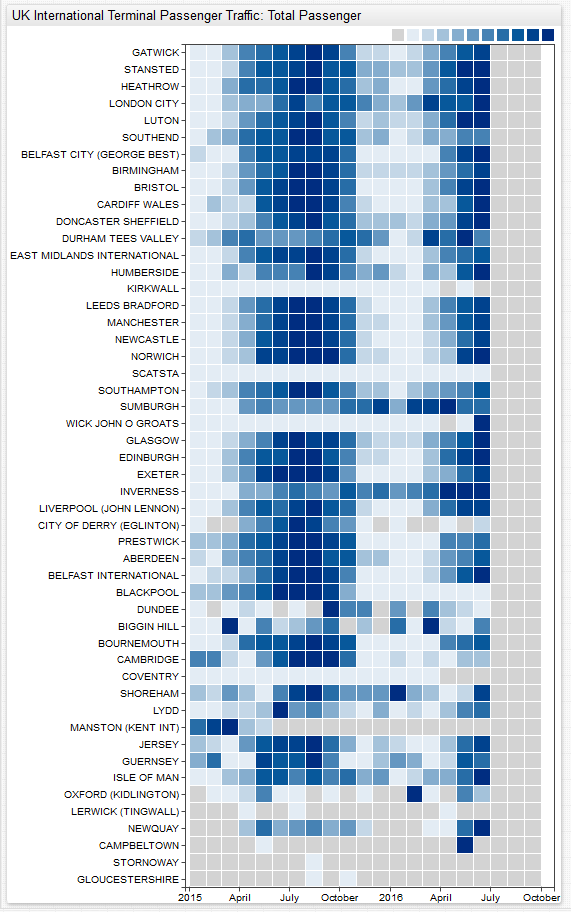 UK International Terminal Passenger Traffic: Total Passenger
GATWICK
STANSTED
HEATHROW
LONDON CITY
LUTON
SOUTHEND
BELFAST CITY (GEORGE BEST)
BIRMINGHAM
BRISTOL
CARDIFF WALES
DONCASTER SHEFFIELD
DURHAM TEES VALLEY
EAST MIDLANDS INTERNATIONAL
HUMBERSIDE
KIRKWALL
LEEDS BRADFORD
MANCHESTER
NEWCASTLE
NORWICH
SCATSTA
SOUTHAMPTON
SUMBURGH
WICK JOHN O GROATS
GLASGOW
EDINBURGH
EXETER
INVERNESS
LIVERPOOL (JOHN LENNON)
CITY OF DERRY (EGLINTON)
PRESTWICK
ABERDEEN
BELFAST INTERNATIONAL
BLACKPOOL
DUNDEE
BIGGIN HILL
BOURNEMOUTH
CAMBRIDGE
COVENTRY
SHOREHAM
LYDD
MANSTON (KENT INT)
JERSEY
GUERNSEY
ISLE OF MAN
OXFORD (KIDLINGTON)
LERWICK (TINGWALL)
NEWQUAY
CAMPBELTOWN
STORNOWAY
GLOUCESTERSHIRE
2015 April July October 2016 April July October